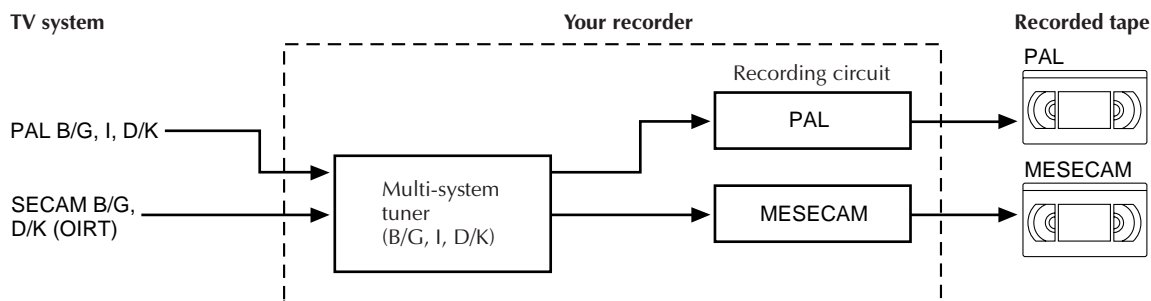 TV system
Your recorder
Recorded tape
PAL
Recording circuit
PAL B/G, I, D/K
PAL
MESECAM
SECAM B/G,
D/K (OIRT)
Multi-system
tuner
(B/G, I, D/K)
MESECAM